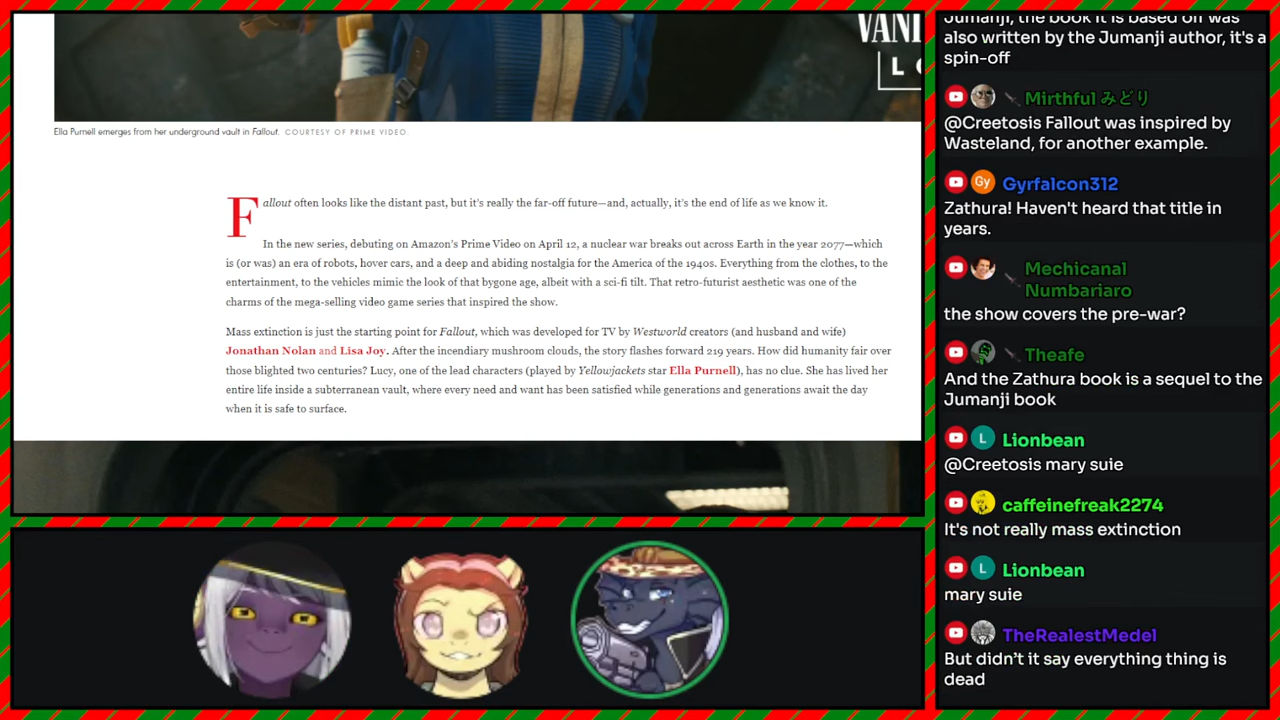 VANI
L
Ella Purnell emerges from her underground vault in Fallout. COURTESY OF PRIME VIDEO.
Fallout often looks like the distant past, but it's really the far-off future—and, actually, it's the end of life as we know it.
In the new series, debuting on Amazon's Prime Video on April 12, a nuclear war breaks out across Earth in the year 2077—which
is (or was) an era of robots, hover cars, and a deep and abiding nostalgia for the America of the 1940s. Everything from the clothes, to the
entertainment, to the vehicles mimic the look of that bygone age, albeit with a sci-fi tilt. That retro-futurist aesthetic was one of the
charms of the mega-selling video game series that inspired the show.
Mass extinction is just the starting point for Fallout, which was developed for TV by Westworld creators (and husband and wife)
Jonathan Nolan and Lisa Joy. After the incendiary mushroom clouds, the story flashes forward 219 years. How did humanity fair over
those blighted two centuries? Lucy, one of the lead characters (played by Yellowjackets star Ella Purnell), has no clue. She has lived her
entire life inside a subterranean vault, where every need and want has been satisfied while generations and generations await the day
when it is safe to surface.
Jumanji, the book it is based off was
also written by the Jumanji author, it's a
spin-off
Mirthful みどり
@Creetosis Fallout was inspired by
Wasteland, for another example.
Gy Gyrfalcon312
Zathura! Haven't heard that title in
years.
Mechicanal
Numbariaro
the show covers the pre-war?
Theafe
And the Zathura book is a sequel to the
Jumanji book
L Lionbean
@Creetosis mary suie
caffeinefreak2274
It's not really mass extinction
L Lionbean
mary suie
TheRealestMedel
But didn't it say everything thing is
dead